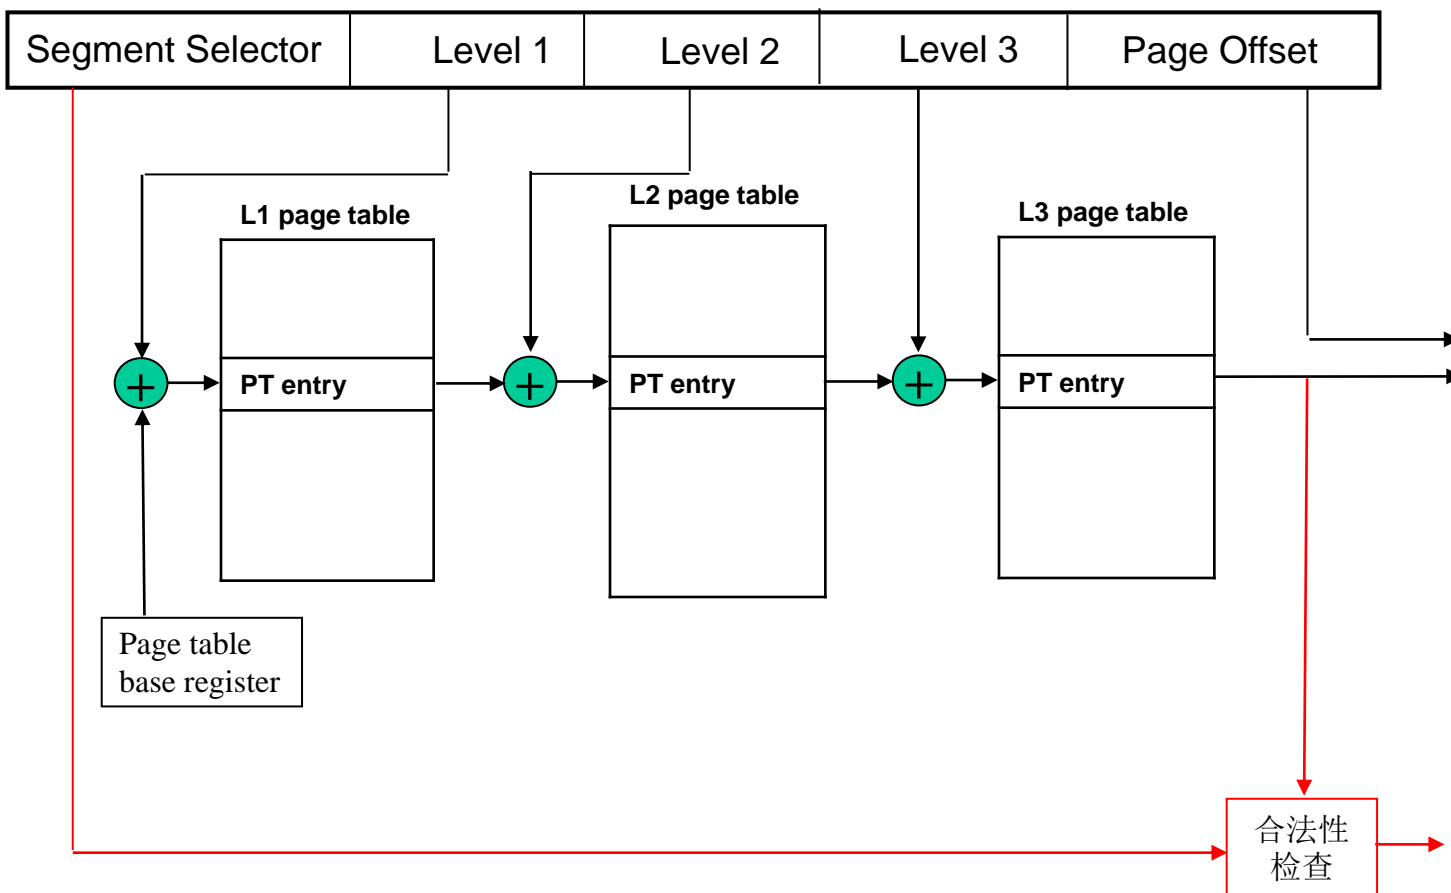 Segment Selector
Level 1
Level 2
Level 3
Page Offset
L1 page table
L2 page table
L3 page table
+
PT entry
+
PT entry
+
PT entry
Page table
base register
合法性
检查